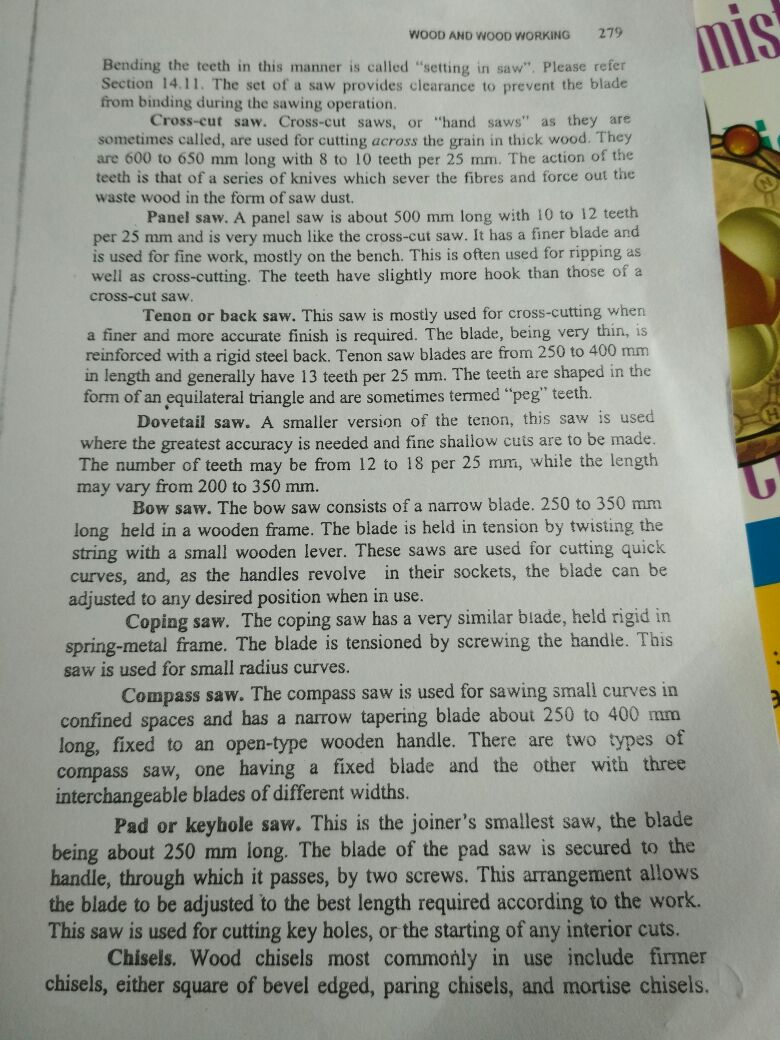 WOOD AND WOOD WORKING 279
Bending the teeth in this manner is called "setting in saw". Please refer
Section 14.11. The set of a saw provides clearance to prevent the blade
from binding during the sawing operation.
Cross-cut saw. Cross-cut saws, or "hand saws" as they are
sometimes called, are used for cutting across the grain in thick wood. They
are 600 to 650 mm long with 8 to 10 teeth per 25 mm. The action of the
teeth is that of a series of knives which sever the fibres and force out the
waste wood in the form of saw dust.
Panel saw. A panel saw is about 500 mm long with 10 to 12 teeth
per 25 mm and is very much like the cross-cut saw. It has a finer blade and
is used for fine work, mostly on the bench. This is often used for ripping as
well as cross-cutting. The teeth have slightly more hook than those of a
cross-cut saw.
Tenon or back saw. This saw is mostly used for cross-cutting when
a finer and more accurate finish is required. The blade, being very thin, is
reinforced with a rigid steel back. Tenon saw blades are from 250 to 400 mm
in length and generally have 13 teeth per 25 mm. The teeth are shaped in the
form of an equilateral triangle and are sometimes termed "peg" teeth.
Dovetail saw. A smaller version of the tenon, this saw is used
where the greatest accuracy is needed and fine shallow cuts are to be made.
The number of teeth may be from 12 to 18 per 25 mm, while the length
may vary from 200 to 350 mm.
Bow saw. The bow saw consists of a narrow blade. 250 to 350 mm
long held in a wooden frame. The blade is held in tension by twisting the
string with a small wooden lever. These saws are used for cutting quick
curves, and, as the handles revolve in their sockets, the blade can be
adjusted to any desired position when in use.
Coping saw. The coping saw has a very similar blade, held rigid in
spring-metal frame. The blade is tensioned by screwing the handle. This
saw is used for small radius curves.
Compass saw. The compass saw is used for sawing small curves in
confined spaces and has a narrow tapering blade about 250 to 400 mm
long, fixed to an open-type wooden handle. There are two types of
compass saw, one having a fixed blade and the other with three
interchangeable blades of different widths.
Pad or keyhole saw. This is the joiner's smallest saw, the blade
being about 250 mm long. The blade of the pad saw is secured to the
handle, through which it passes, by two screws. This arrangement allows
the blade to be adjusted to the best length required according to the work.
This saw is used for cutting key holes, or the starting of any interior cuts.
Chisels. Wood chisels most commonly in use include firmer
chisels, either square of bevel edged, paring chisels, and mortise chisels.
mis